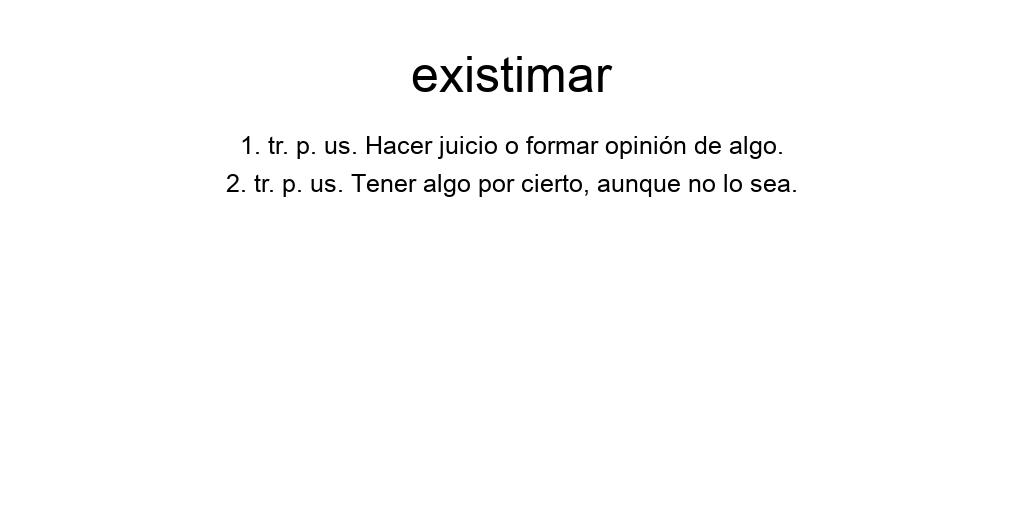 existimar
1. tr. p. us. Hacer juicio o formar opinión de algo.
2. tr. p. us. Tener algo por cierto, aunque no lo sea.